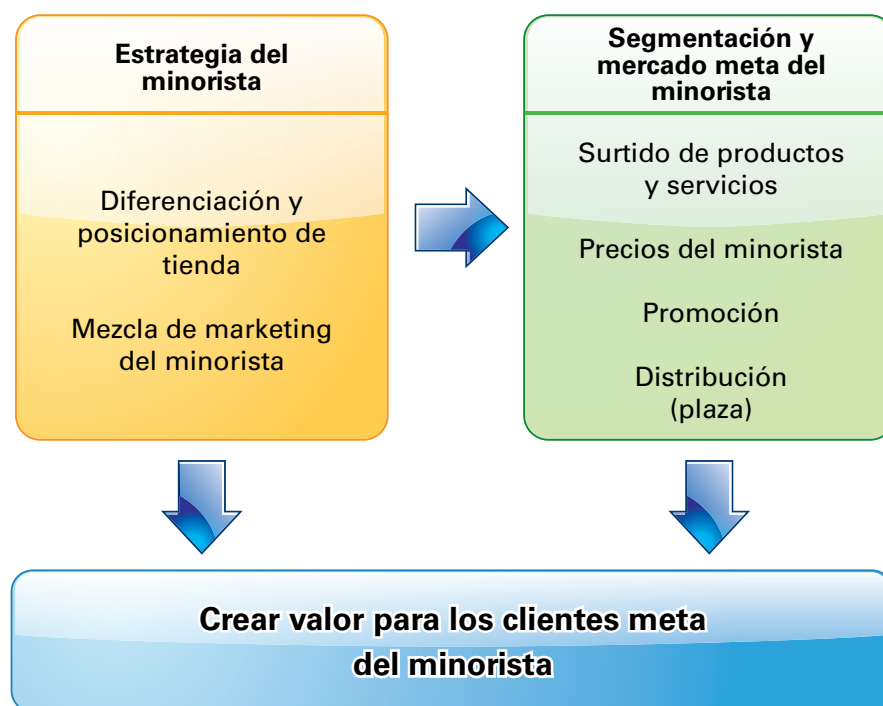 Estrategia del
minorista
Diferenciación y
posicionamiento de
tienda
Mezcla de marketing
del minorista
Segmentación y
mercado meta del
minorista
Surtido de productos
y servicios
Precios del minorista
Promoción
Distribución
(plaza)
Crear valor para los clientes meta
del minorista